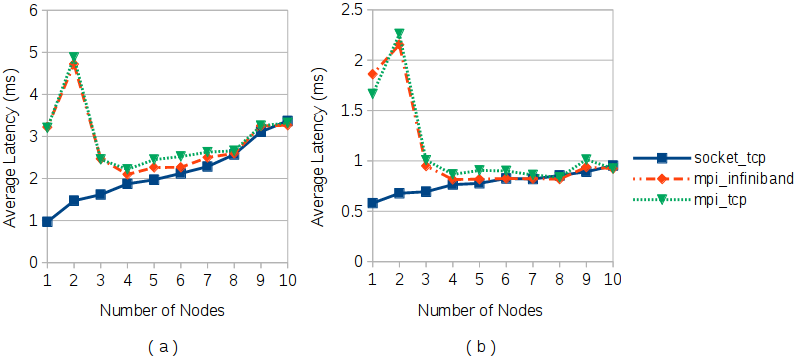 Average Latency (ms)
6
5
4
3
2
1
0
1 2 3 4 5 6 7 8 9 10
Number of Nodes
( a )
Average Latency (ms)
2.5
2
1.5
1
0.5
0
1 2 3 4 5 6 7 8 9 10
Number of Nodes
( b )
socket_tcp
mpi_infiniband
mpi_tcp